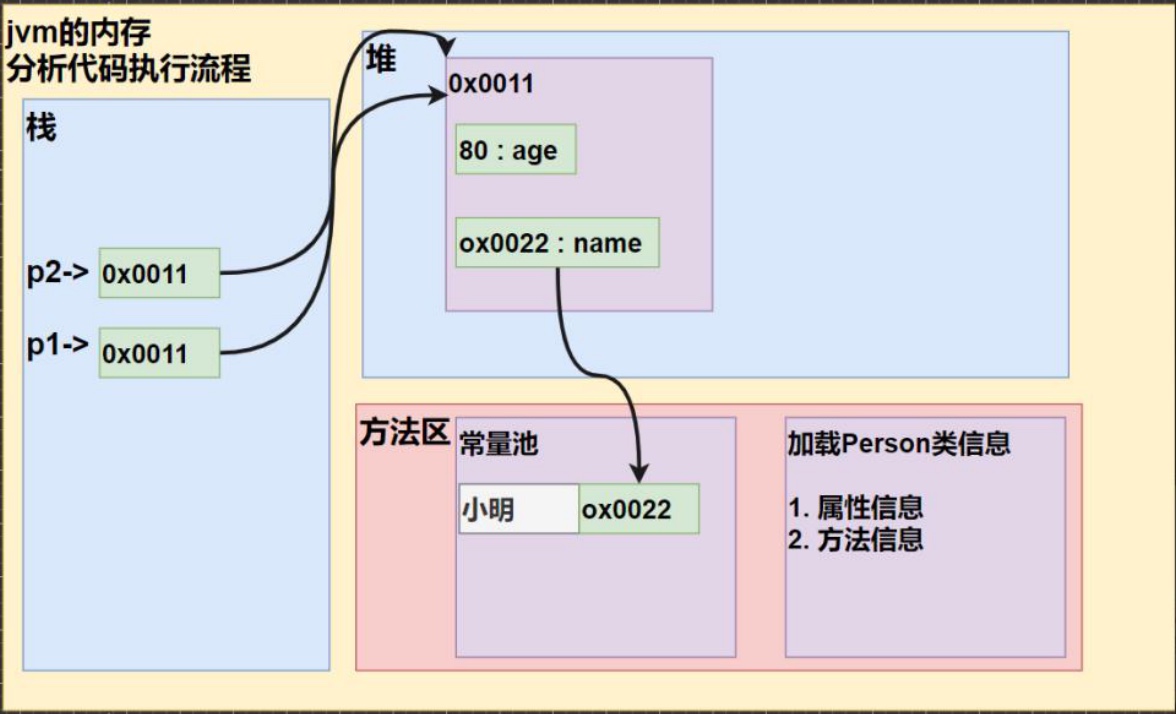 jvm的内存
分析代码执行流程
栈
p2->
0x0011
p1->
0x0011
堆
0x0011
80 : age
ox0022 : name
方法区
常量池
小明
ox0022
加载Person类信息
1. 属性信息
2. 方法信息